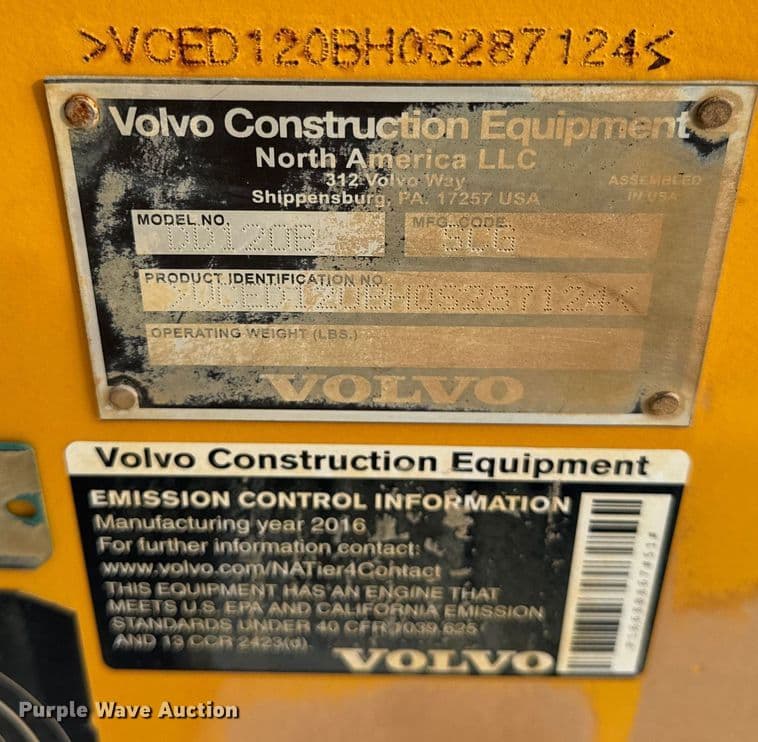 >VCED120BH0S287124<
Volvo Construction Equipment
North America LLC
312 Volvo Way
Shippensburg, PA. 17257 USA
ASSEMBLED
IN USA
MODEL NO.
DD120B
MFG. CODE
SCG
PRODUCT IDENTIFICATION NO.
>VCED120BH0S287124<
OPERATING WEIGHT (LBS.)
VOLVO
Volvo Construction Equipment
EMISSION CONTROL INFORMATION
Manufacturing year 2016
For further information contact:
www.volvo.com/NATier4Contact
THIS EQUIPMENT HAS AN ENGINE THAT
MEETS U.S. EPA AND CALIFORNIA EMISSION
STANDARDS UNDER 40 CFR 1039.625
AND 13 CCR 2423(d).
VOLVO
Purple Wave Auction